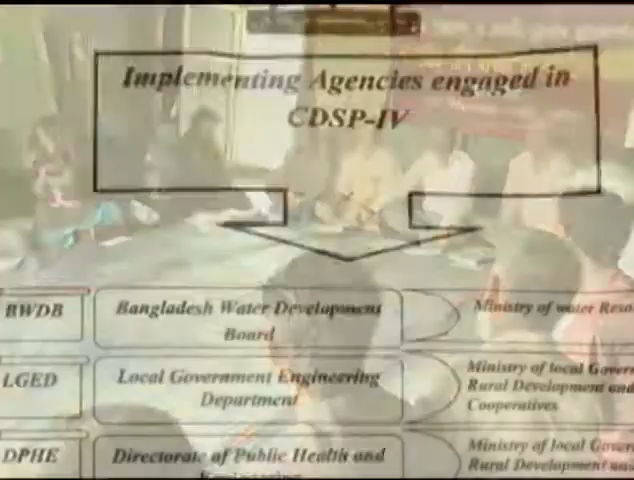 Implementing Agencies engaged in
CDSP-IV
BWDB
Bangladesh Water Development
Board
Ministry of water
LGED
Local Government Engineering
Department
Ministry of local
Rural Development and
Cooperatives
DPHE
Directorate of Public Health and
Ministry of local
Rural Development and